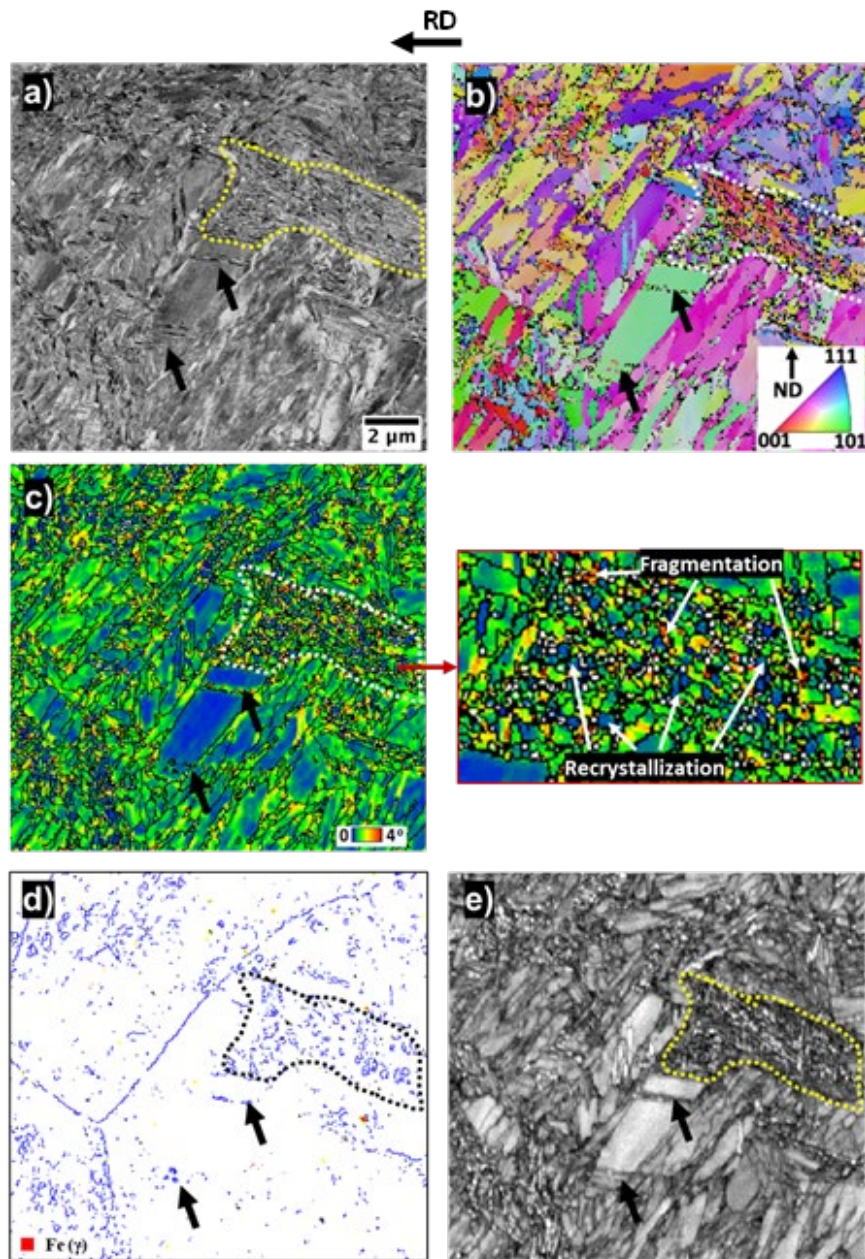 RD
a)
b)
2 μm
ND
111
001
101
c)
0 4°
Fragmentation
Recrystallization
d)
Fe (γ)
e)